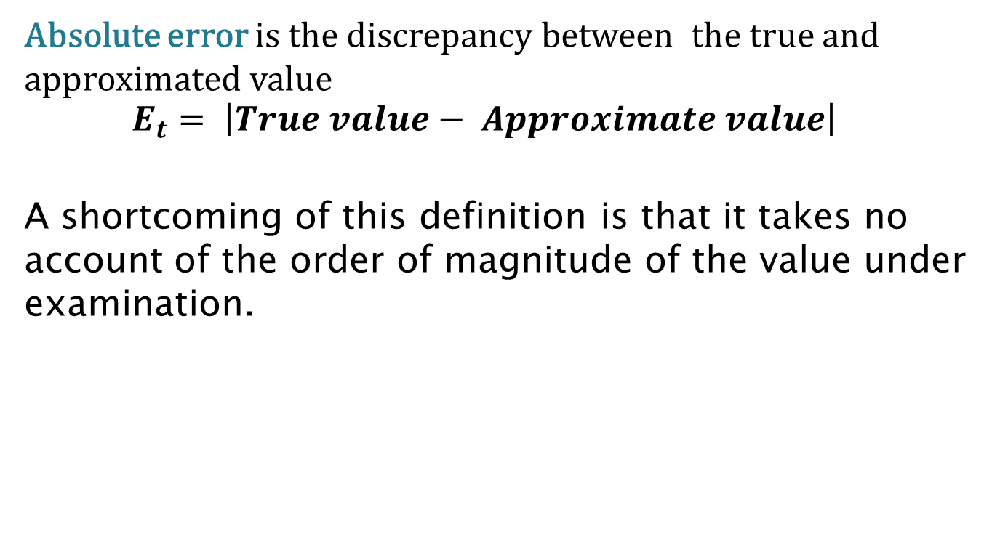 Absolute error is the discrepancy between the true and
approximated value
E_t = |True value − Approximate value|
A shortcoming of this definition is that it takes no
account of the order of magnitude of the value under
examination.